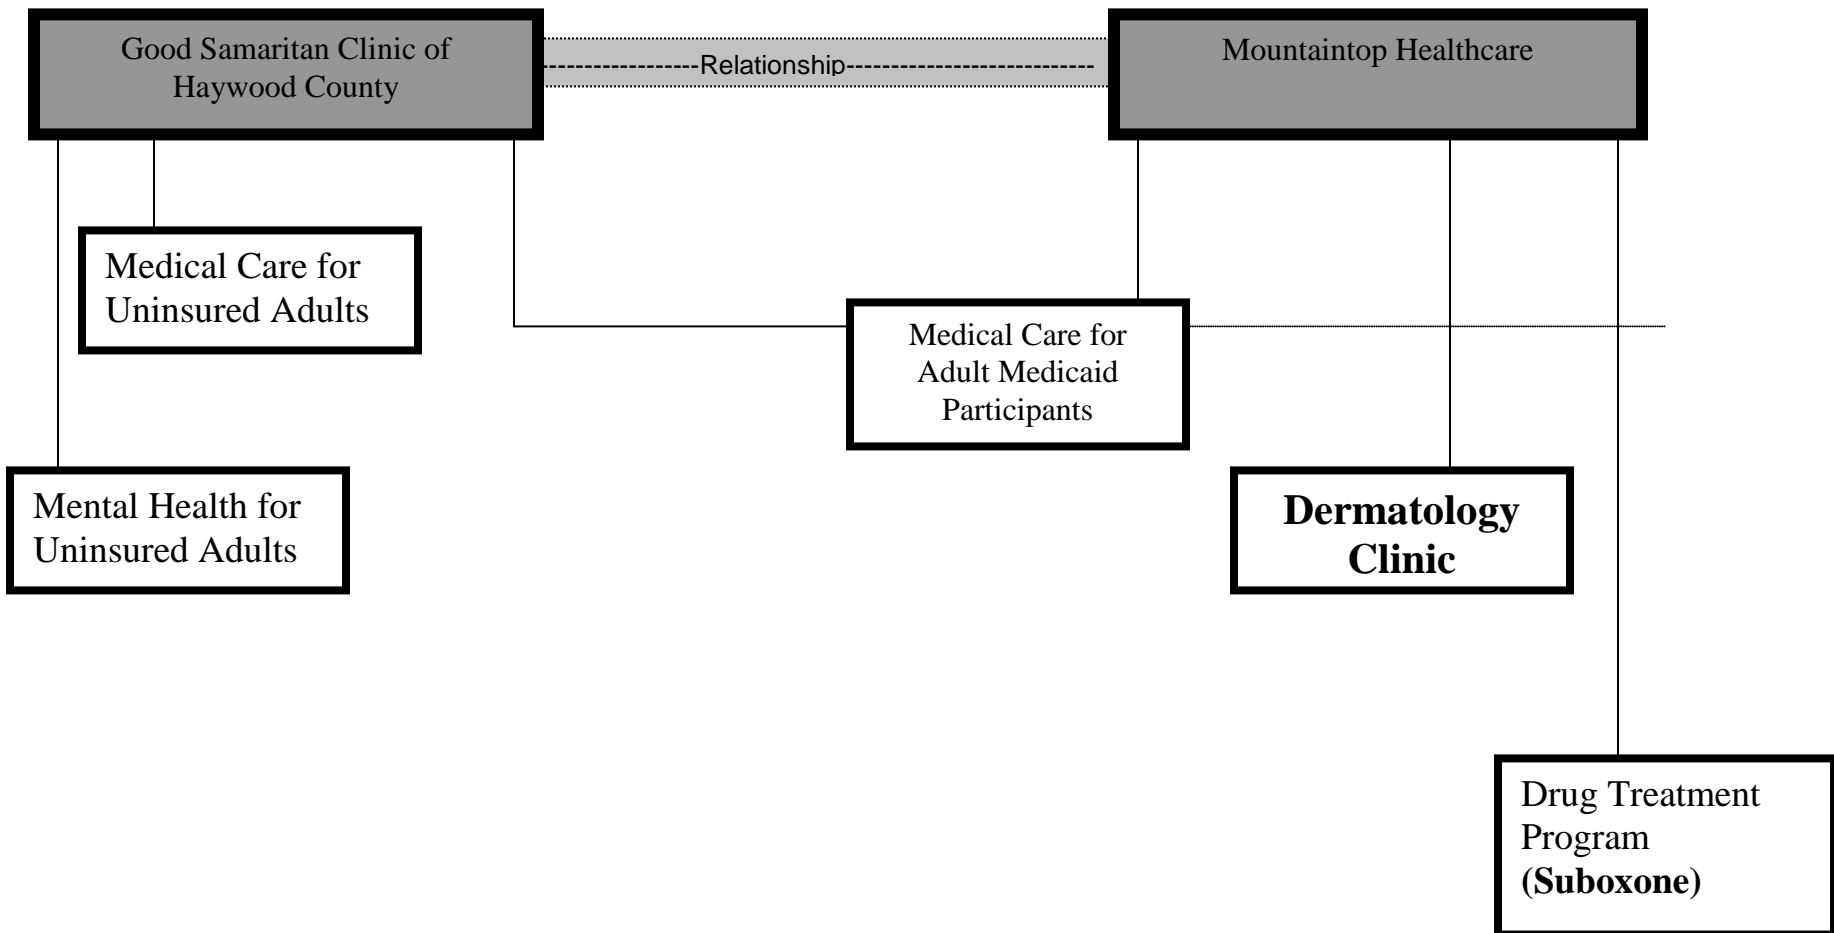 Good Samaritan Clinic of
Haywood County
------------------Relationship----------------------------
Mountaintop Healthcare
Medical Care for
Uninsured Adults
Medical Care for
Adult Medicaid
Participants
Mental Health for
Uninsured Adults
Dermatology
Clinic
Drug Treatment
Program
(Suboxone)